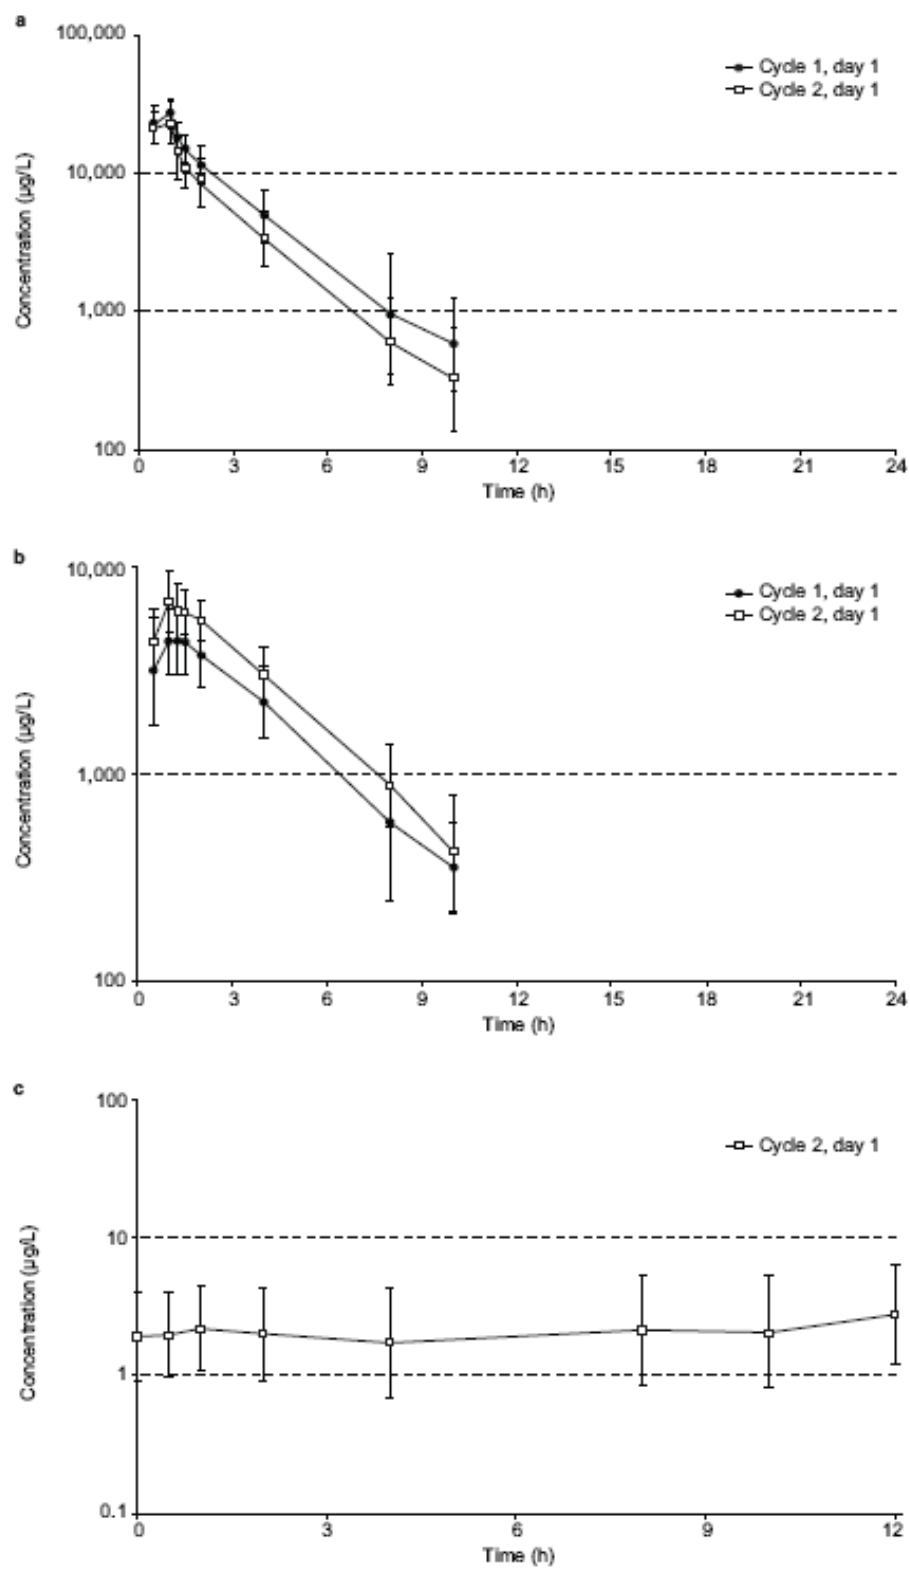 a
100,000
10,000
1,000
100
Concentration (µg/L)
Cycle 1, day 1
Cycle 2, day 1
0 3 6 9 12 15 18 21 24
Time (h)
b
10,000
1,000
100
Concentration (µg/L)
Cycle 1, day 1
Cycle 2, day 1
0 3 6 9 12 15 18 21 24
Time (h)
c
100
10
1
0.1
Concentration (µg/L)
Cycle 2, day 1
0 3 6 9 12
Time (h)